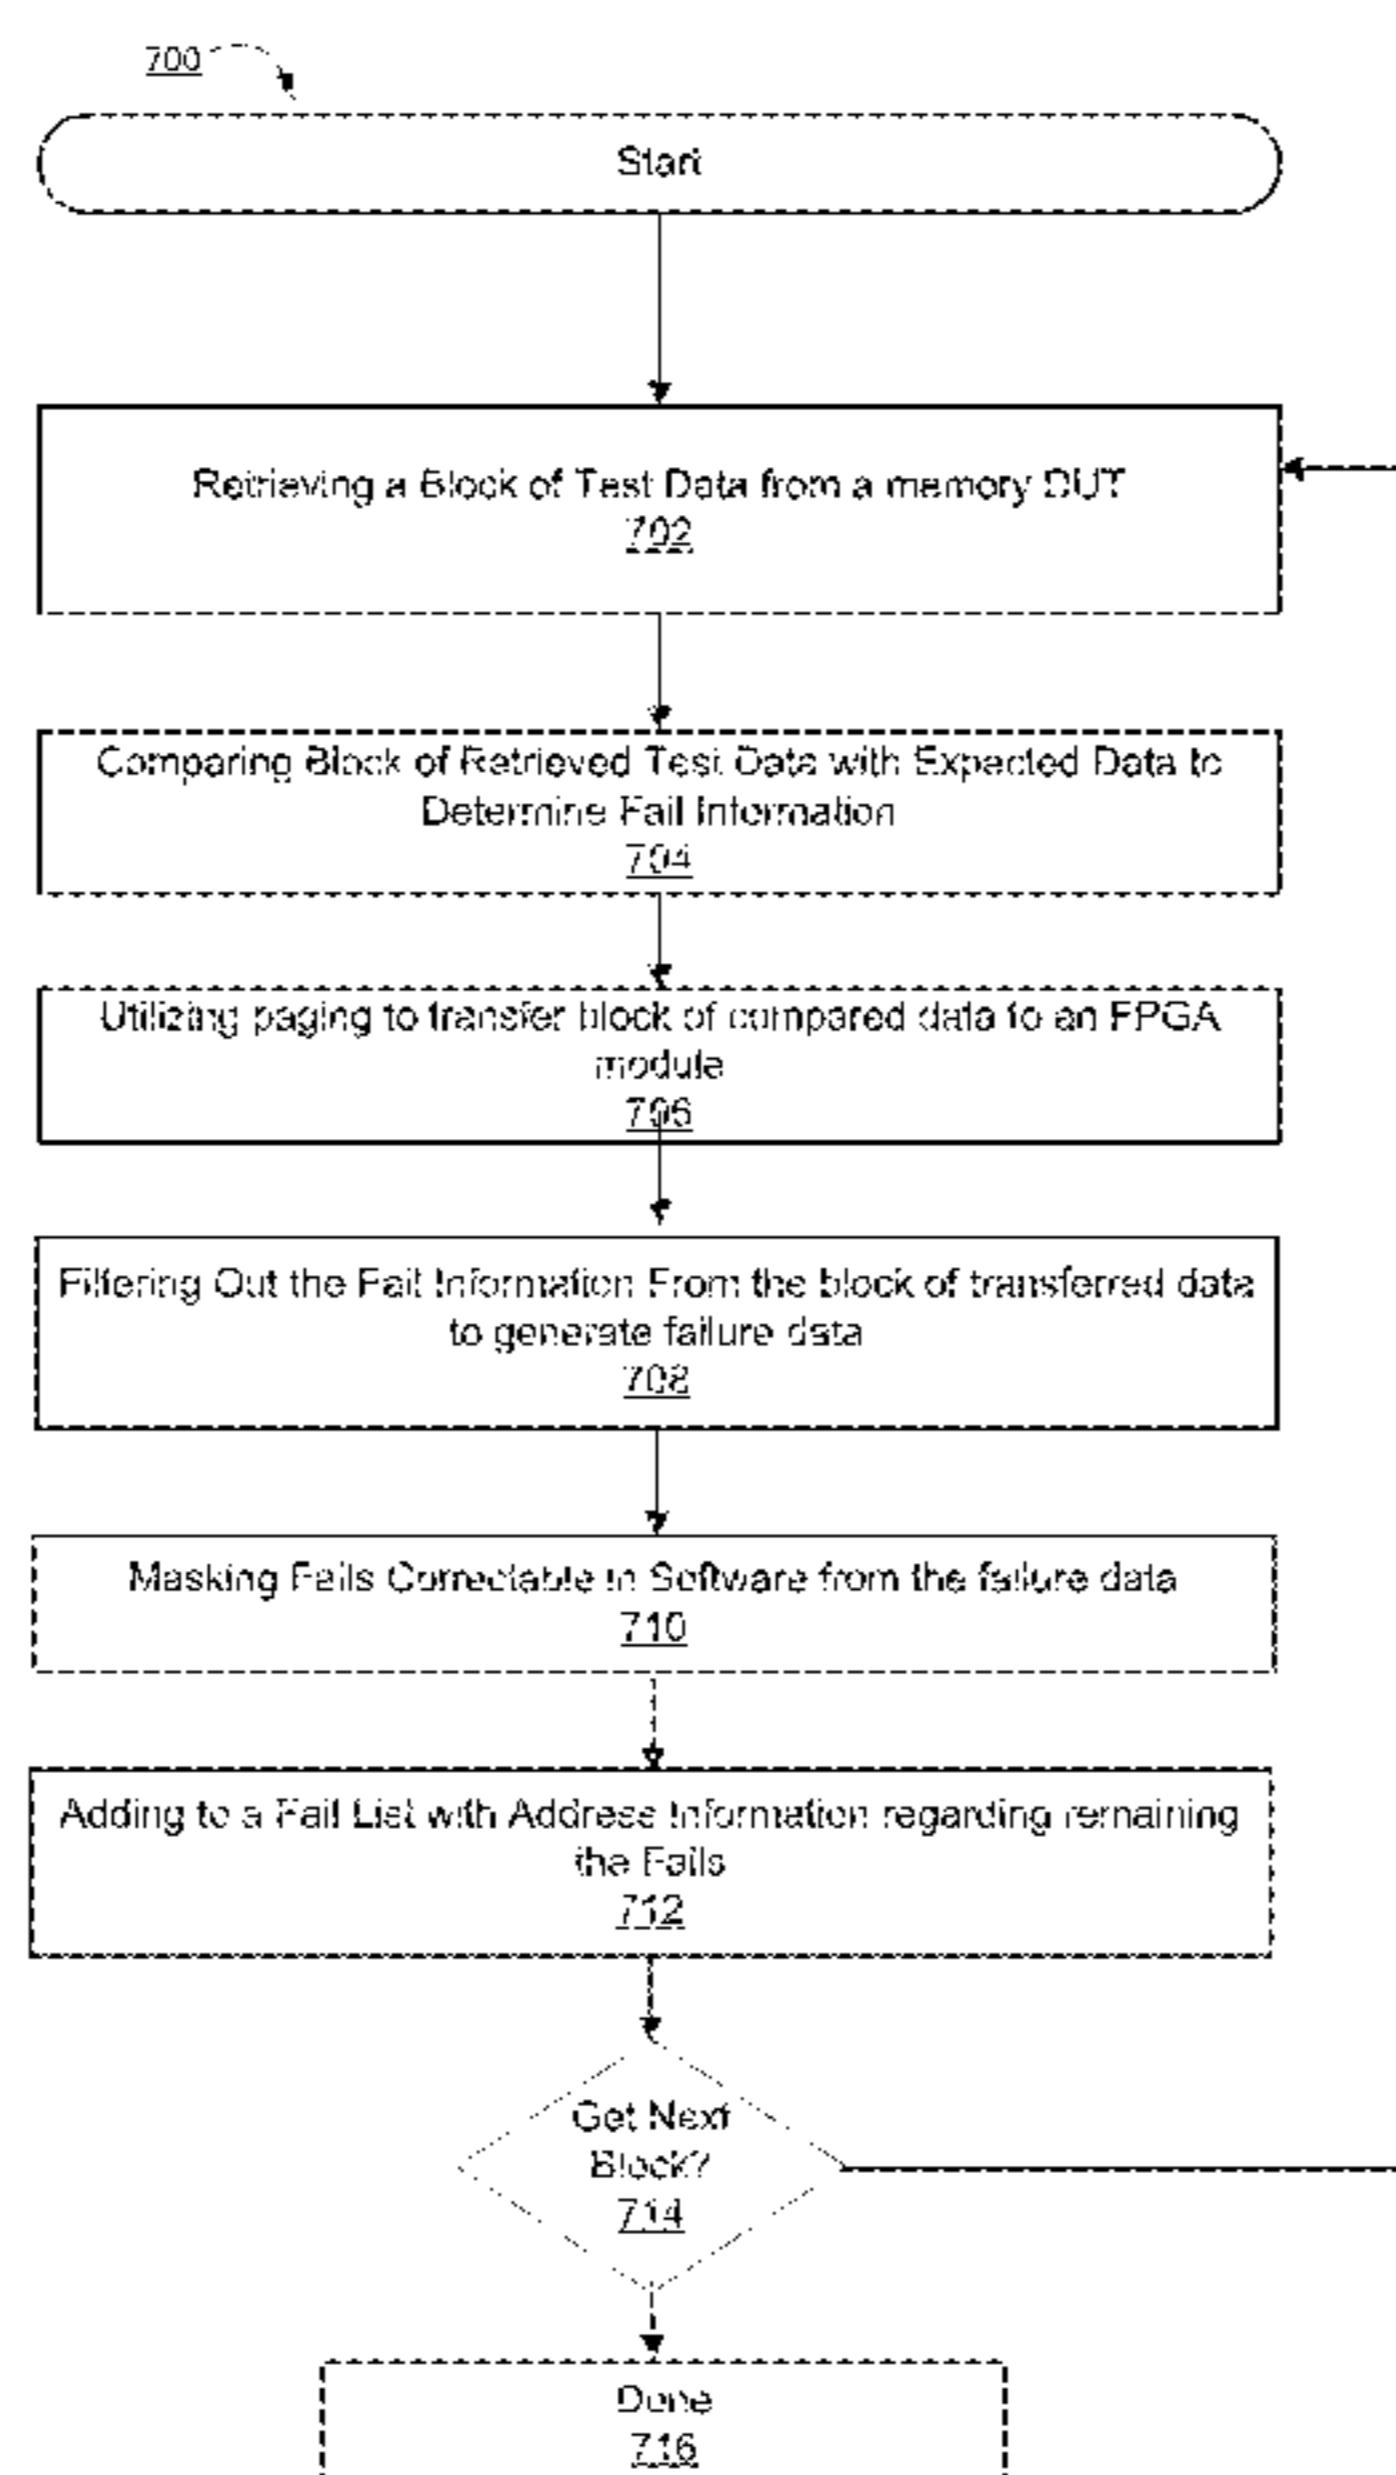 700
Start
Retrieving a Block of Test Data from a memory DUT
702
Comparing Block of Retrieved Test Data with Expected Data to
Determine Fail Information
704
Utilizing paging to transfer block of compared data to an FPGA
module
706
Filtering Out the Fail Information From the block of transferred data
to generate failure data
708
Masking Fails Correctable in Software from the failure data
710
Adding to a Fail List with Address Information regarding remaining
the Fails
712
Get Next
Block?
714
Done
716